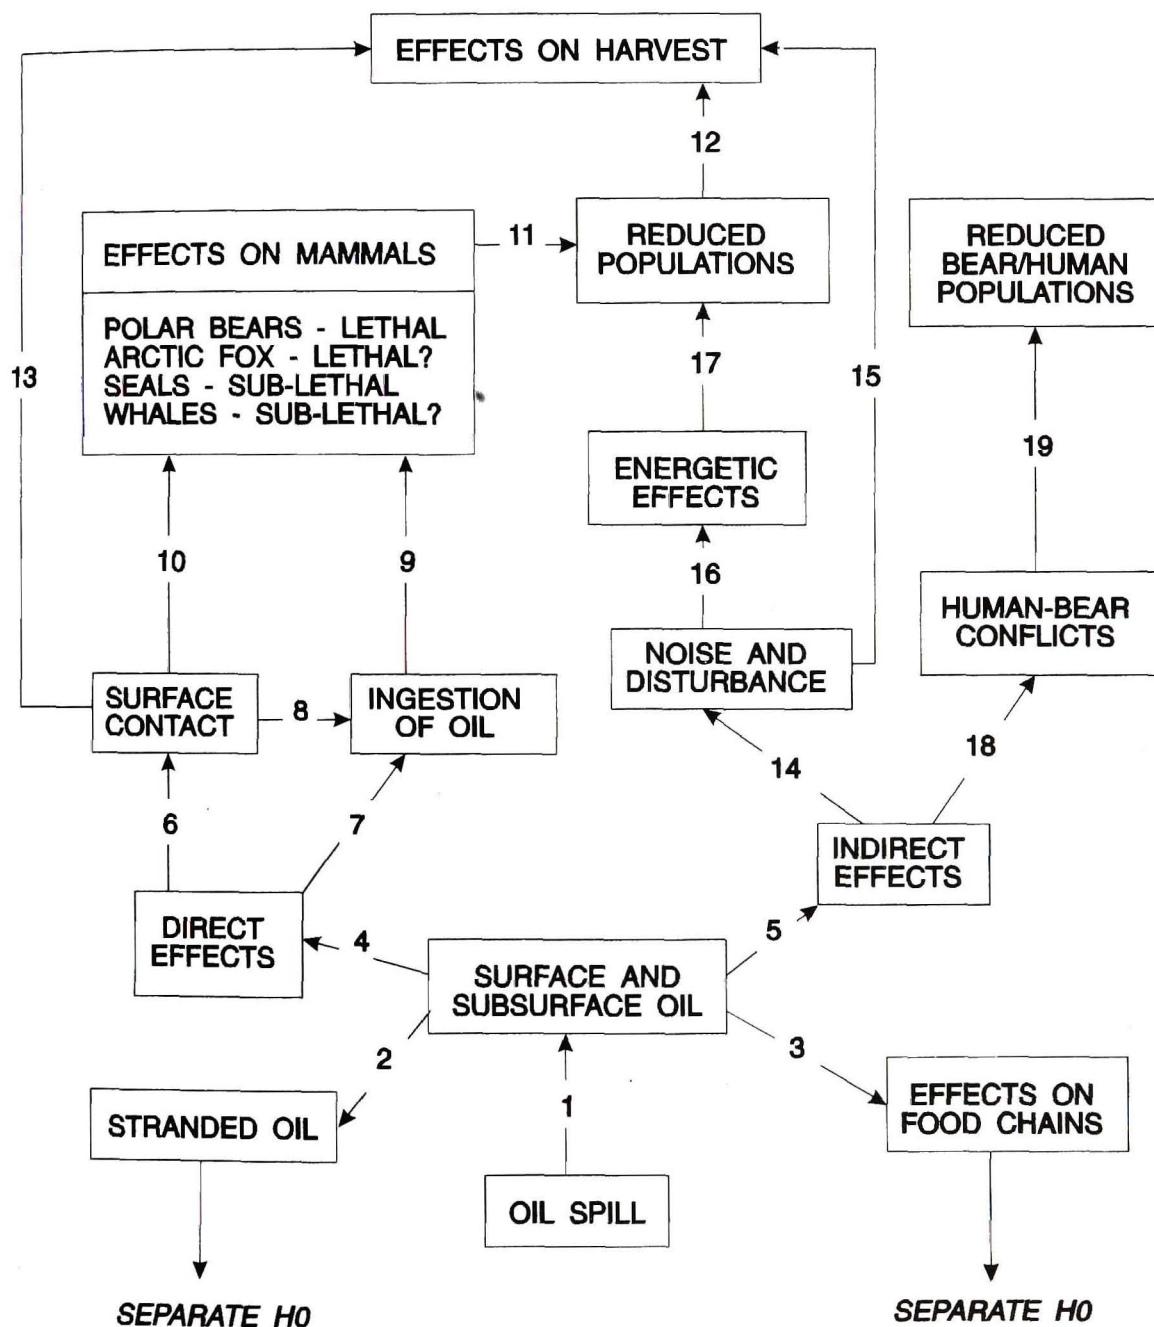 EFFECTS ON HARVEST
12
EFFECTS ON MAMMALS
11
REDUCED
POPULATIONS
REDUCED
BEAR/HUMAN
POPULATIONS
POLAR BEARS - LETHAL
ARCTIC FOX - LETHAL?
SEALS - SUB-LETHAL
WHALES - SUB-LETHAL?
13
17
15
ENERGETIC
EFFECTS
19
10
9
16
HUMAN-BEAR
CONFLICTS
NOISE AND
DISTURBANCE
SURFACE
CONTACT
8
INGESTION
OF OIL
14
18
6
7
INDIRECT
EFFECTS
DIRECT
EFFECTS
4
5
SURFACE AND
SUBSURFACE OIL
2
3
1
STRANDED OIL
EFFECTS ON
FOOD CHAINS
OIL SPILL
SEPARATE H0
SEPARATE H0